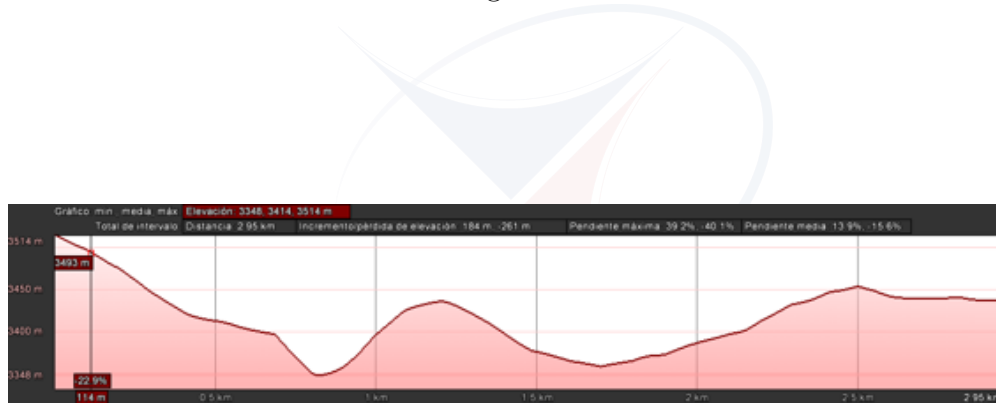 Gráfico: mín., media, máx. Elevación: 3348, 3414, 3514 m
Total de intervalo: Distancia: 2.95 km Incremento/pérdida de elevación: 184 m, -261 m Pendiente máxima: 39.2%, -40.1% Pendiente media: 13.9%, -15.6%
3514 m
3493 m
3450 m
3400 m
3348 m
-22.9%
114 m 0.5 km 1 km 1.5 km 2 km 2.5 km 2.95 km